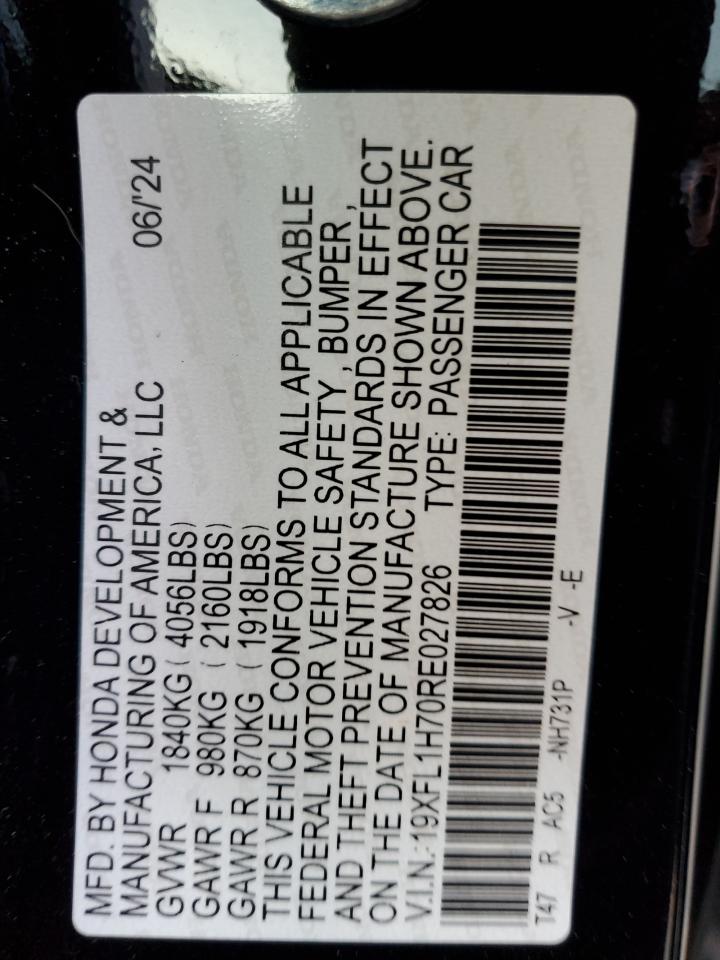 MFD. BY HONDA DEVELOPMENT &
MANUFACTURING OF AMERICA, LLC 06/'24
GVWR 1840KG ( 4056LBS)
GAWR F 980KG ( 2160LBS)
GAWR R 870KG ( 1918LBS)
THIS VEHICLE CONFORMS TO ALL APPLICABLE
FEDERAL MOTOR VEHICLE SAFETY , BUMPER ,
AND THEFT PREVENTION STANDARDS IN EFFECT
ON THE DATE OF MANUFACTURE SHOWN ABOVE.
V.I.N.:19XFL1H70RE027826 TYPE: PASSENGER CAR
T47 R AC5 -NH731P -V -E